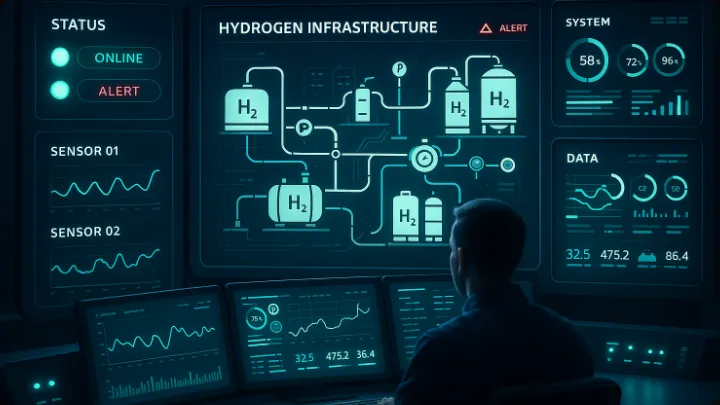 STATUS
ONLINE
ALERT
SENSOR 01
SENSOR 02
HYDROGEN INFRASTRUCTURE
ALERT
P
H2
H2
H2
P
H2
H2
SYSTEM
58%
72%
96%
DATA
32.5
475.2
86.4
75%
P
32.5
475.2
36.4